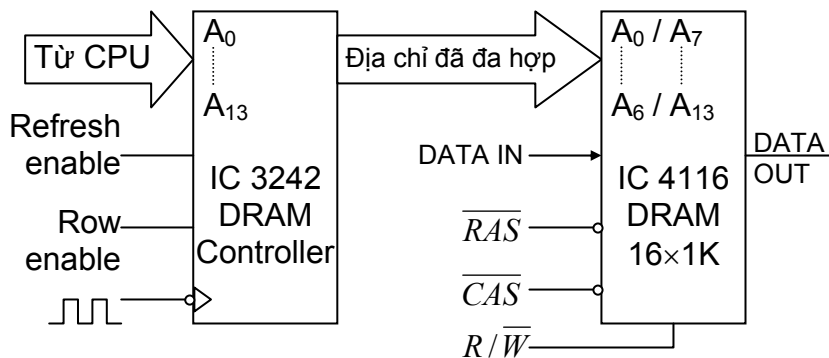 Từ CPU
A0
A13
Refresh
enable
Row
enable
IC 3242
DRAM
Controller
Địa chỉ đã đa hợp
A0 / A7
A6 / A13
DATA IN
RAS
CAS
R / W
IC 4116
DRAM
16×1K
DATA
OUT